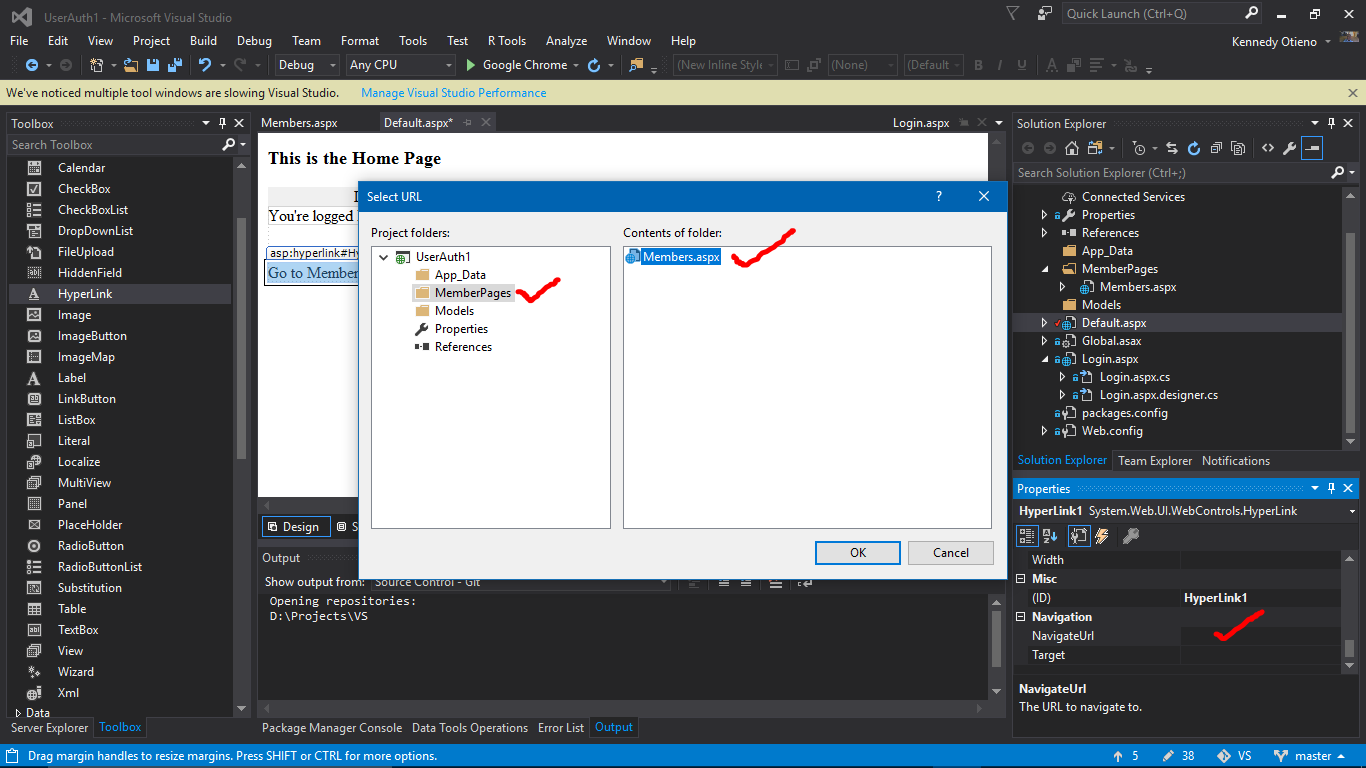 UserAuth1 - Microsoft Visual Studio
Quick Launch (Ctrl+Q)
File Edit View Project Build Debug Team Format Tools Test R Tools Analyze Window Help
Kennedy Otieno
Debug Any CPU Google Chrome (New Inline Style (None) (Default B I U A
We've noticed multiple tool windows are slowing Visual Studio. Manage Visual Studio Performance
Toolbox
Search Toolbox
Calendar
CheckBox
CheckBoxList
DropDownList
FileUpload
HiddenField
HyperLink
Image
ImageButton
ImageMap
Label
LinkButton
ListBox
Literal
Localize
MultiView
Panel
PlaceHolder
RadioButton
RadioButtonList
Substitution
Table
TextBox
View
Wizard
Xml
Data
Server Explorer Toolbox
Members.aspx Default.aspx* Login.aspx
This is the Home Page
You're logged
asp:hyperlink#Hy
Go to Member
Design
Select URL
Project folders:
UserAuth1
App_Data
MemberPages
Models
Properties
References
Contents of folder:
Members.aspx
OK Cancel
Output
Show output from: Source Control - Git
Opening repositories:
D:\Projects\VS
Package Manager Console Data Tools Operations Error List Output
Solution Explorer
Search Solution Explorer (Ctrl+;)
Connected Services
Properties
References
App_Data
MemberPages
Members.aspx
Models
Default.aspx
Global.asax
Login.aspx
Login.aspx.cs
Login.aspx.designer.cs
packages.config
Web.config
Solution Explorer Team Explorer Notifications
Properties
HyperLink1 System.Web.UI.WebControls.HyperLink
Width
Misc
(ID) HyperLink1
Navigation
NavigateUrl
Target
NavigateUrl
The URL to navigate to.
Drag margin handles to resize margins. Press SHIFT or CTRL for more options.
5 38 VS master